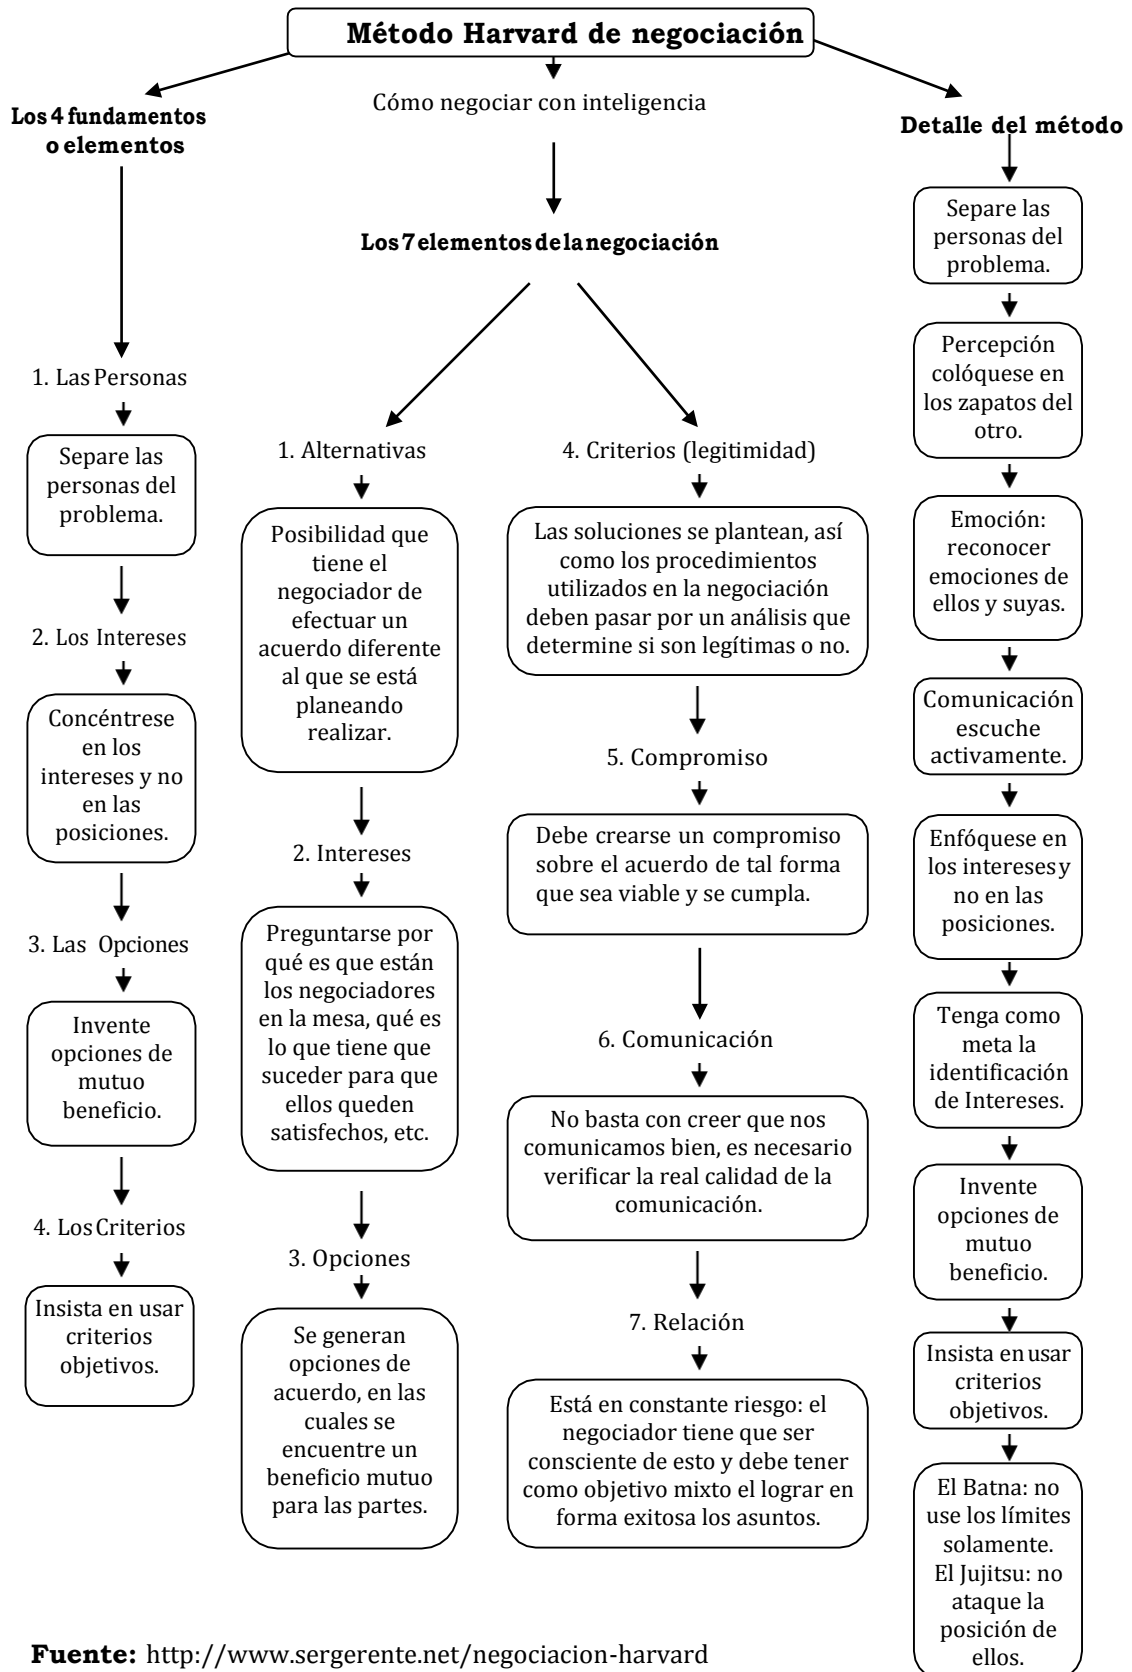 Método Harvard de negociación
Los 4 fundamentos
o elementos
1. Las Personas
Separe las
personas del
problema.
2. Los Intereses
Concéntrese
en los
intereses y no
en las
posiciones.
3. Las Opciones
Invente
opciones de
mutuo
beneficio.
4. Los Criterios
Insista en usar
criterios
objetivos.
Cómo negociar con inteligencia
Los 7 elementos de la negociación
1. Alternativas
Posibilidad que
tiene el
negociador de
efectuar un
acuerdo diferente
al que se está
planeando
realizar.
2. Intereses
Preguntarse por
qué es que están
los negociadores
en la mesa, qué es
lo que tiene que
suceder para que
ellos queden
satisfechos, etc.
3. Opciones
Se generan
opciones de
acuerdo, en las
cuales se
encuentre un
beneficio mutuo
para las partes.
4. Criterios (legitimidad)
Las soluciones se plantean, así
como los procedimientos
utilizados en la negociación
deben pasar por un análisis que
determine si son legítimas o no.
5. Compromiso
Debe crearse un compromiso
sobre el acuerdo de tal forma
que sea viable y se cumpla.
6. Comunicación
No basta con creer que nos
comunicamos bien, es necesario
verificar la real calidad de la
comunicación.
7. Relación
Está en constante riesgo: el
negociador tiene que ser
consciente de esto y debe tener
como objetivo mixto el lograr en
forma exitosa los asuntos.
Detalle del método
Separe las
personas del
problema.
Percepción
colóquese en
los zapatos del
otro.
Emoción:
reconocer
emociones de
ellos y suyas.
Comunicación
escuche
activamente.
Enfóquese en
los intereses y
no en las
posiciones.
Tenga como
meta la
identificación
de Intereses.
Invente
opciones de
mutuo
beneficio.
Insista en usar
criterios
objetivos.
El Batna: no
use los límites
solamente.
El Jujitsu: no
ataque la
posición de
ellos.
Fuente: http://www.sergerente.net/negociacion-harvard